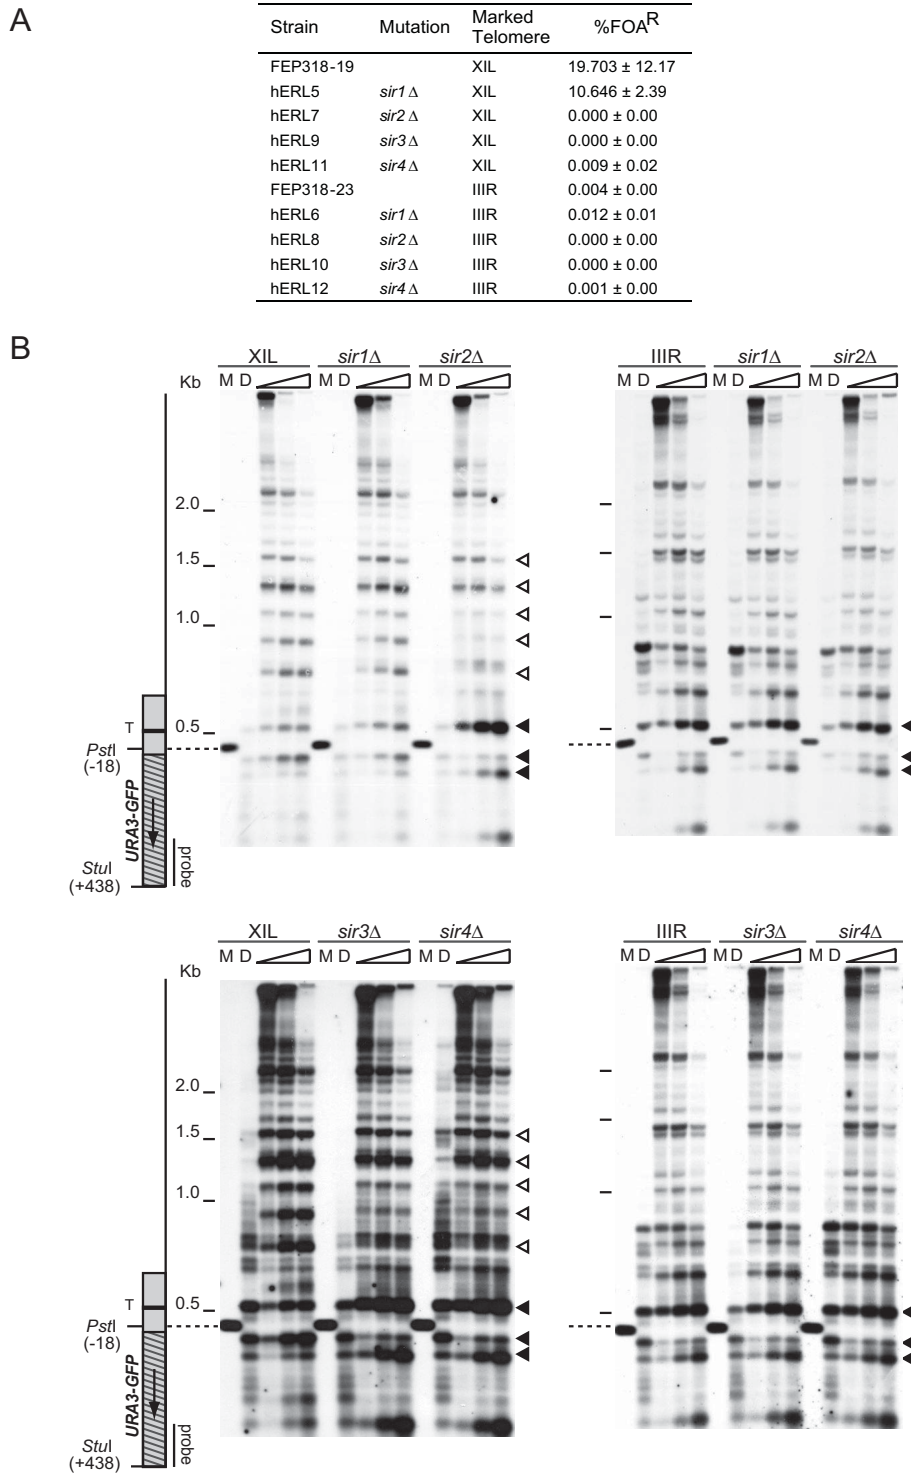 A
Strain Mutation Marked Telomere %FOA^R
FEP318-19 XIL 19.703 ± 12.17
hERL5 sir1Δ XIL 10.646 ± 2.39
hERL7 sir2Δ XIL 0.000 ± 0.00
hERL9 sir3Δ XIL 0.000 ± 0.00
hERL11 sir4Δ XIL 0.009 ± 0.02
FEP318-23 IIIR 0.004 ± 0.00
hERL6 sir1Δ IIIR 0.012 ± 0.01
hERL8 sir2Δ IIIR 0.000 ± 0.00
hERL10 sir3Δ IIIR 0.000 ± 0.00
hERL12 sir4Δ IIIR 0.001 ± 0.00
B
XIL sir1Δ sir2Δ IIIR sir1Δ sir2Δ
Kb M D M D M D M D M D M D
2.0
1.5
1.0
0.5
T
PstI
(-18)
URA3-GFP
probe
StuI
(+438)
XIL sir3Δ sir4Δ IIIR sir3Δ sir4Δ
M D M D M D M D M D M D
Kb
2.0
1.5
1.0
0.5
T
PstI
(-18)
URA3-GFP
probe
StuI
(+438)